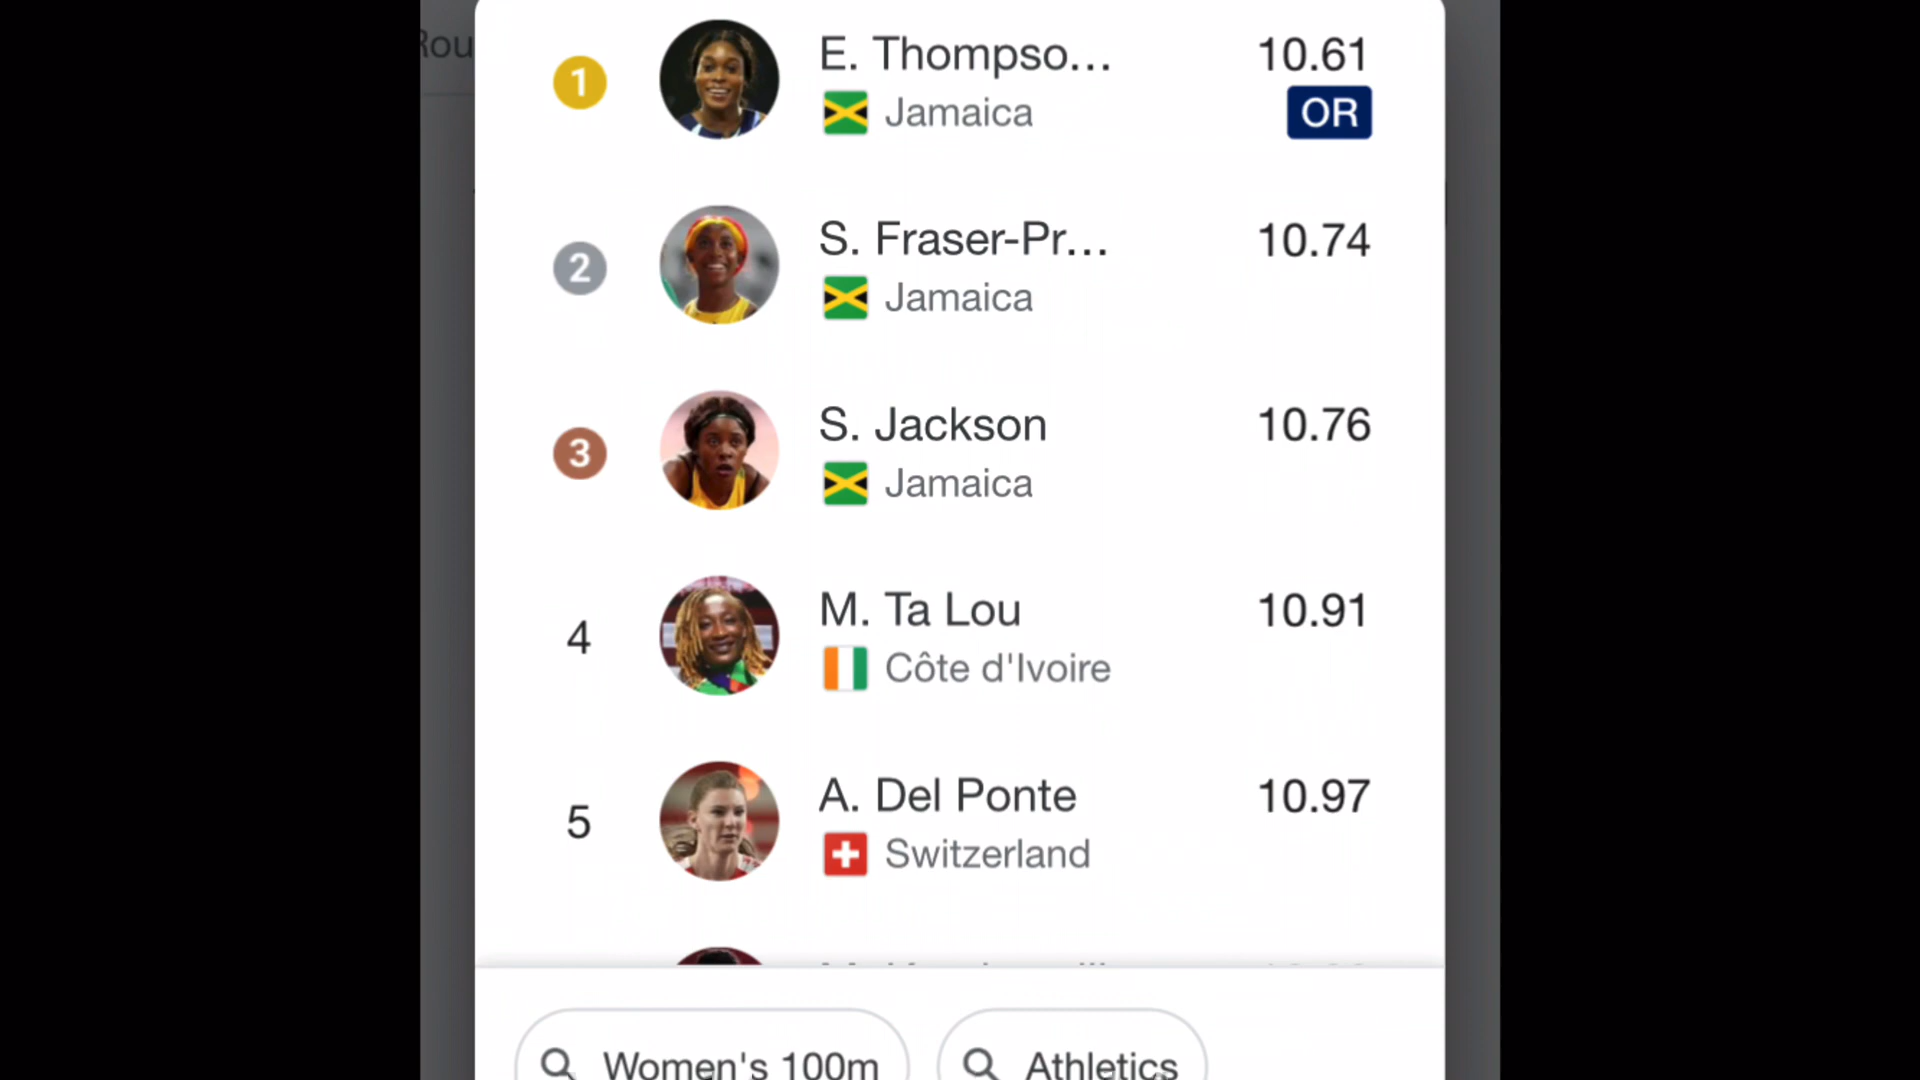 Rou
1
E. Thompso...
10.61
Jamaica
OR
2
S. Fraser-Pr...
10.74
Jamaica
3
S. Jackson
10.76
Jamaica
4
M. Ta Lou
10.91
Côte d'Ivoire
5
A. Del Ponte
10.97
Switzerland
Women's 100m
Athletics